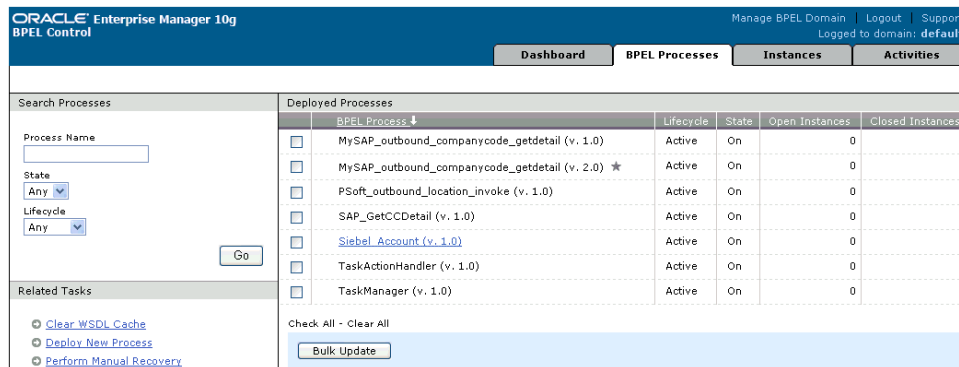 ORACLE Enterprise Manager 10g
BPEL Control
Manage BPEL Domain | Logout | Suppor
Logged to domain: defaul
Dashboard BPEL Processes Instances Activities
Search Processes
Process Name
State
Any
Lifecycle
Any
Go
Related Tasks
Clear WSDL Cache
Deploy New Process
Perform Manual Recovery
Deployed Processes
BPEL Process Lifecycle State Open Instances Closed Instances
MySAP_outbound_companycode_getdetail (v. 1.0) Active On 0
MySAP_outbound_companycode_getdetail (v. 2.0) ★ Active On 0
PSoft_outbound_location_invoke (v. 1.0) Active On 0
SAP_GetCCDetail (v. 1.0) Active On 0
Siebel_Account (v. 1.0) Active On 0
TaskActionHandler (v. 1.0) Active On 0
TaskManager (v. 1.0) Active On 0
Check All - Clear All
Bulk Update